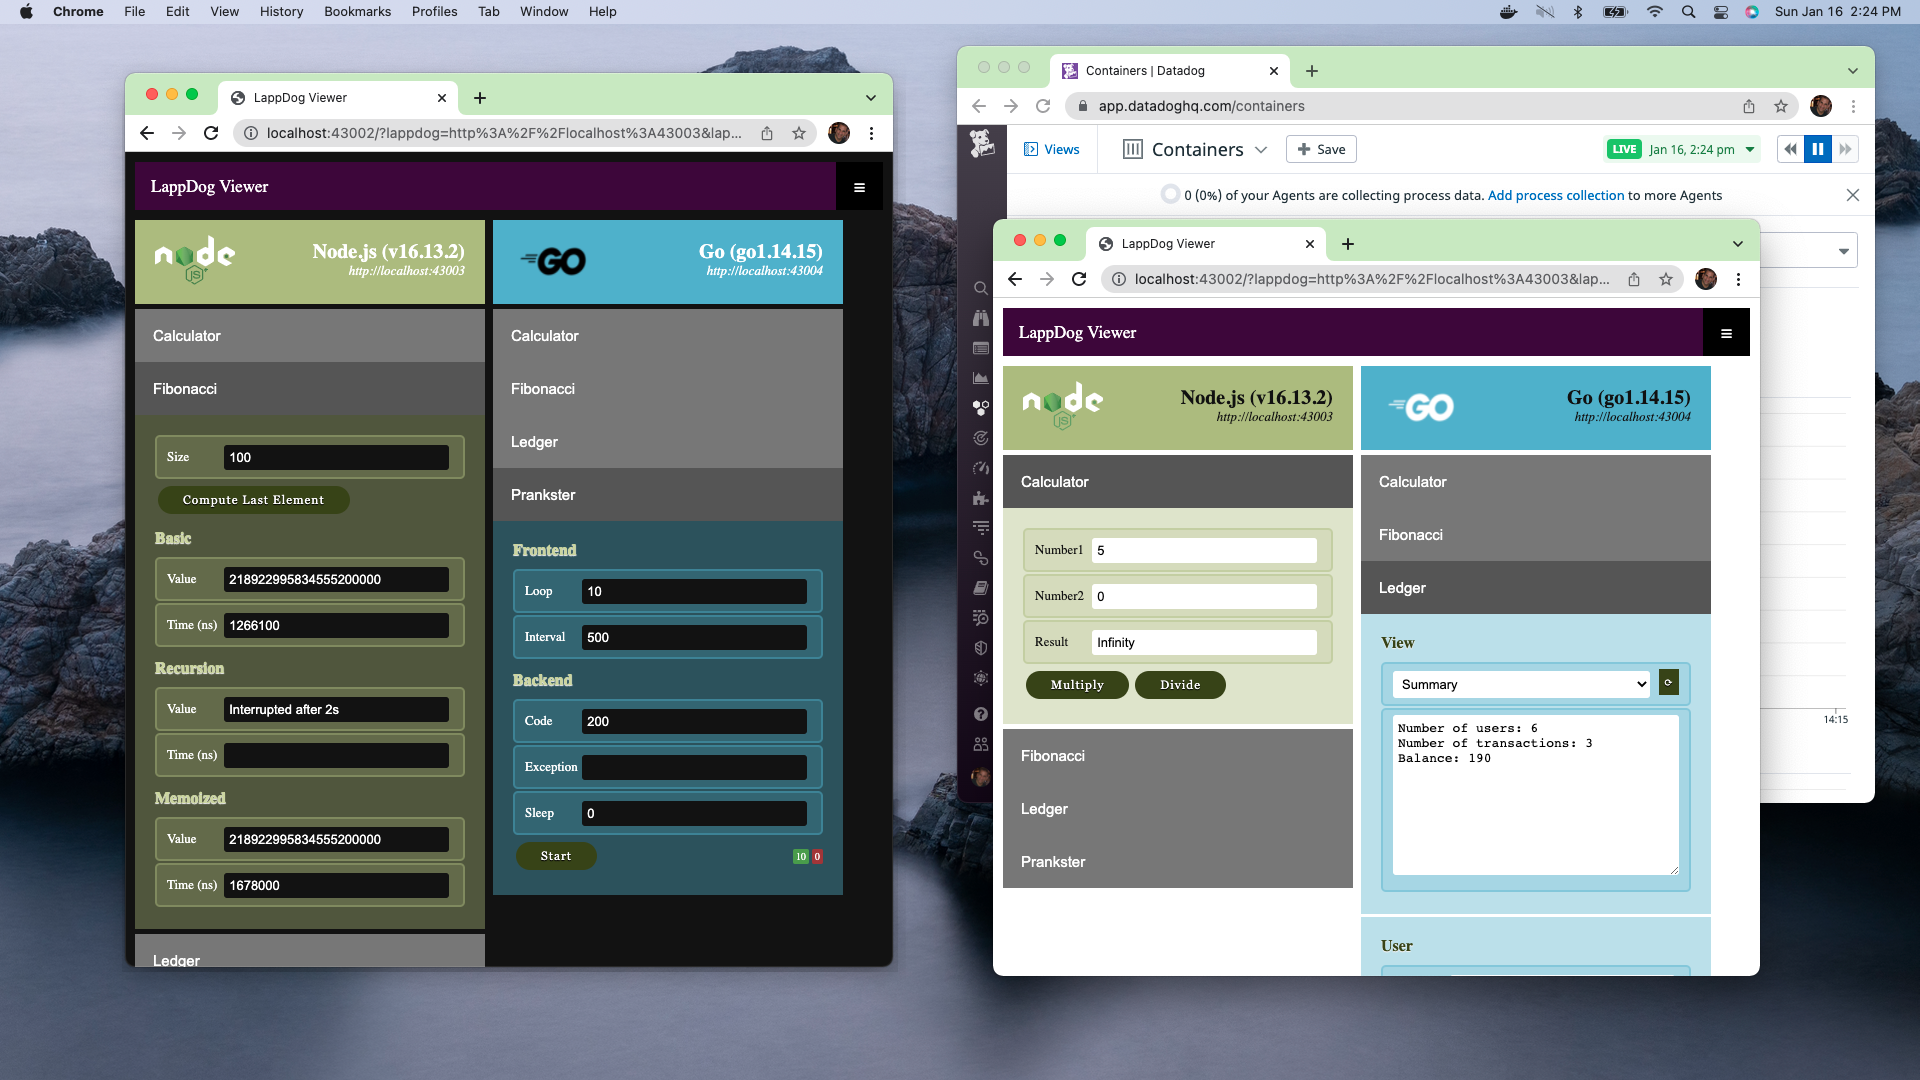 Chrome File Edit View History Bookmarks Profiles Tab Window Help
Sun Jan 16 2:24 PM
LappDog Viewer
localhost:43002/?lappdog=http%3A%2F%2Flocalhost%3A43003&lap...
LappDog Viewer
node
JS
Node.js (v16.13.2)
http://localhost:43003
Calculator
Fibonacci
Size 100
Compute Last Element
Basic
Value 218922995834555200000
Time (ns) 1266100
Recursion
Value Interrupted after 2s
Time (ns)
Memoized
Value 218922995834555200000
Time (ns) 1678000
Ledger
GO
Go (go1.14.15)
http://localhost:43004
Calculator
Fibonacci
Ledger
Prankster
Frontend
Loop 10
Interval 500
Backend
Code 200
Exception
Sleep 0
Start 10 0
Containers | Datadog
app.datadoghq.com/containers
Views Containers Save LIVE Jan 16, 2:24 pm
0 (0%) of your Agents are collecting process data. Add process collection to more Agents
14:15
LappDog Viewer
localhost:43002/?lappdog=http%3A%2F%2Flocalhost%3A43003&lap...
LappDog Viewer
node
JS
Node.js (v16.13.2)
http://localhost:43003
Calculator
Number1 5
Number2 0
Result Infinity
Multiply Divide
Fibonacci
Ledger
Prankster
GO
Go (go1.14.15)
http://localhost:43004
Calculator
Fibonacci
Ledger
View
Summary
Number of users: 6
Number of transactions: 3
Balance: 190
User